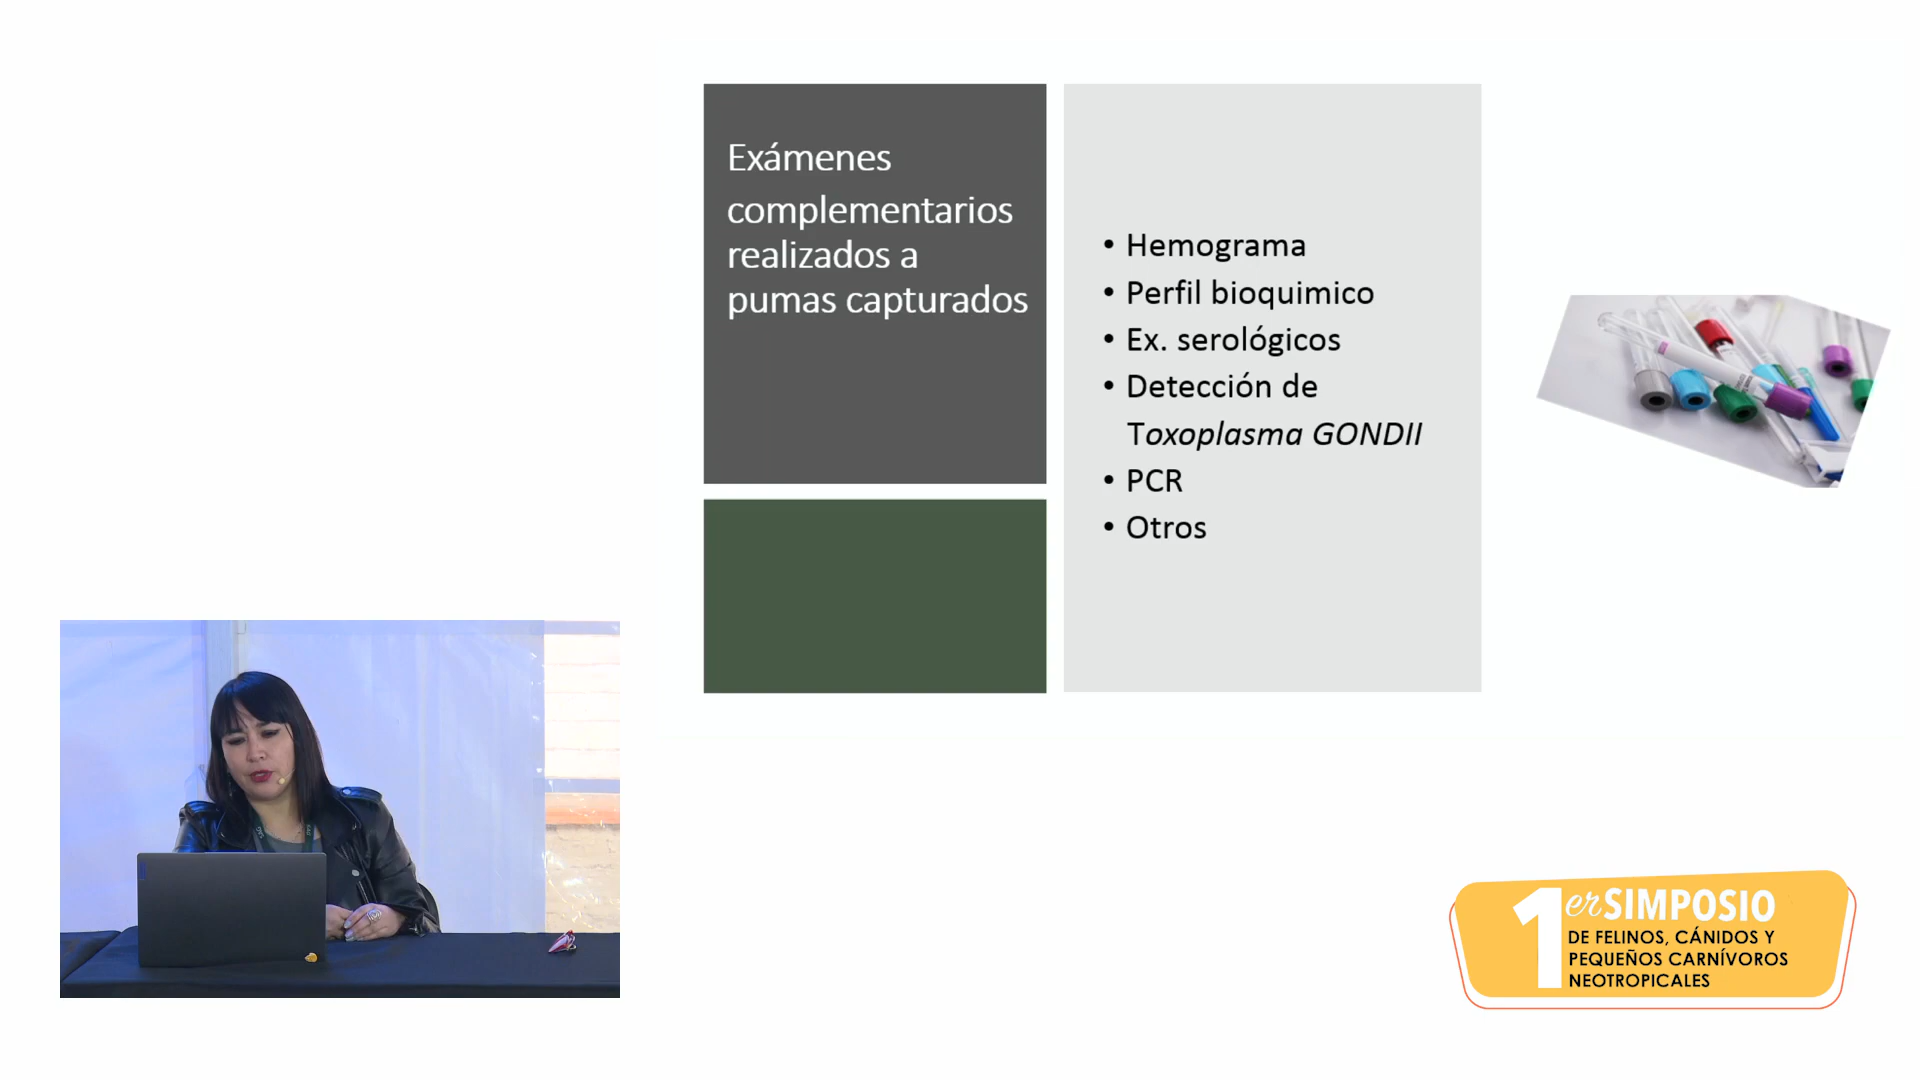 Exámenes
complementarios
realizados a
pumas capturados
• Hemograma
• Perfil bioquimico
• Ex. serológicos
• Detección de
Toxoplasma GONDII
• PCR
• Otros
SAG
1er SIMPOSIO
DE FELINOS, CÁNIDOS Y
PEQUEÑOS CARNÍVOROS
NEOTROPICALES